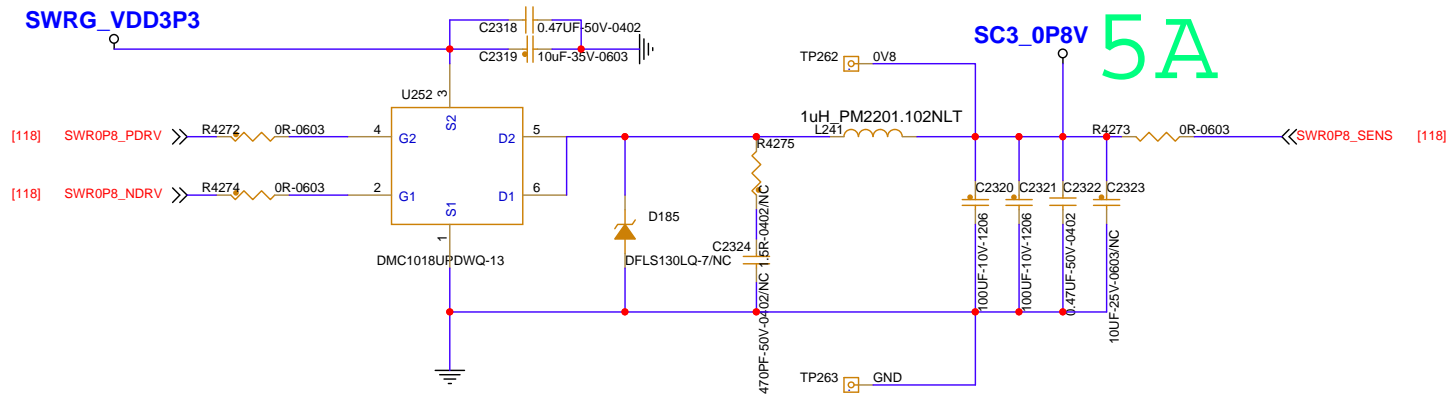 SWRG_VDD3P3
C2318 0.47UF-50V-0402
C2319 10uF-35V-0603
SC3_0P8V
5A
TP262 0V8
U252
3
S2
1uH_PM2201.102NLT
L241
[118] SWR0P8_PDRV
R4272 0R-0603
4 G2
D2 5
R4275
R4273 0R-0603
SWR0P8_SENS [118]
[118] SWR0P8_NDRV
R4274 0R-0603
2 G1
D1 6
S1
1
C2320
C2321
C2322
C2323
D185
DMC1018UPDWQ-13
DFLS130LQ-7/NC
C2324
1.5R-0402/NC
470PF-50V-0402/NC
100UF-10V-1206
100UF-10V-1206
0.47UF-50V-0402
10UF-25V-0603/NC
TP263 GND